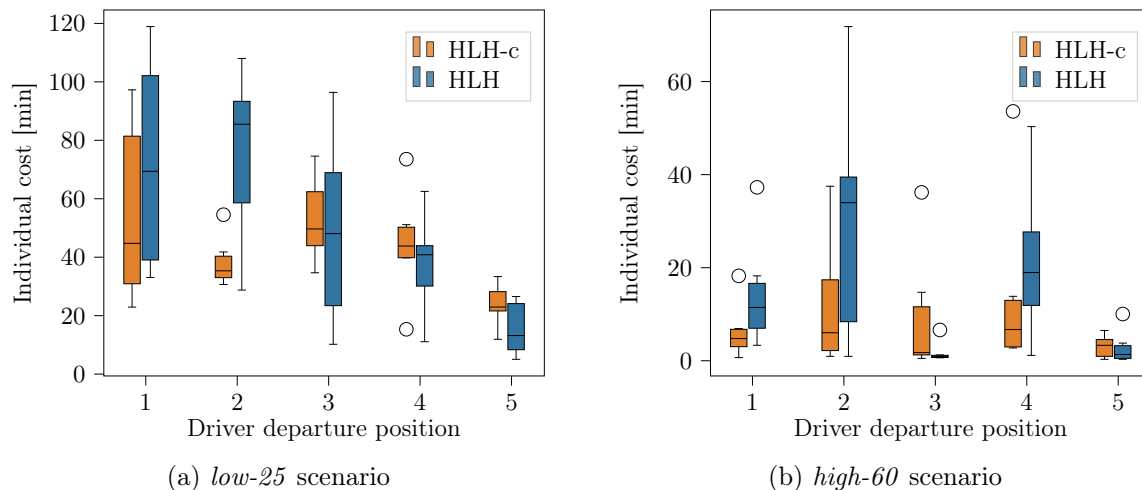 120
100
80
60
40
20
0
Individual cost [min]
HLH-c
HLH
1 2 3 4 5
Driver departure position
(a) low-25 scenario
60
40
20
0
Individual cost [min]
HLH-c
HLH
1 2 3 4 5
Driver departure position
(b) high-60 scenario